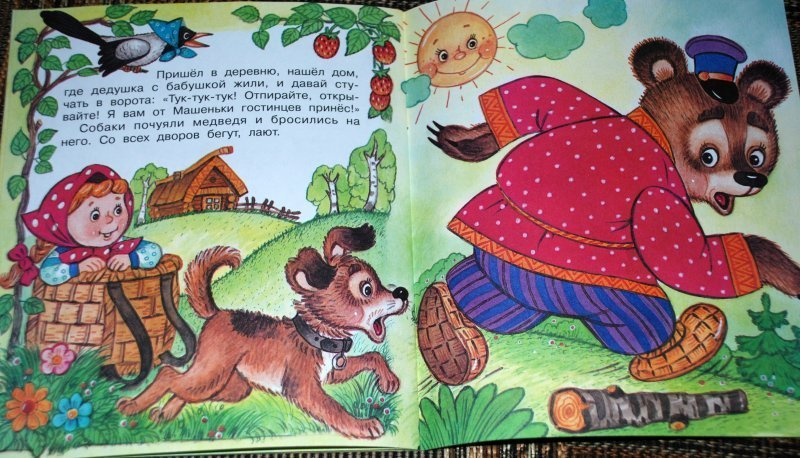 Пришёл в деревню, нашёл дом,
где дедушка с бабушкой жили, и давай сту-
чать в ворота: «Тук-тук-тук! Отпирайте, откры-
вайте! Я вам от Машеньки гостинцев принёс!»
Собаки почуяли медведя и бросились на
него. Со всех дворов бегут, лают.